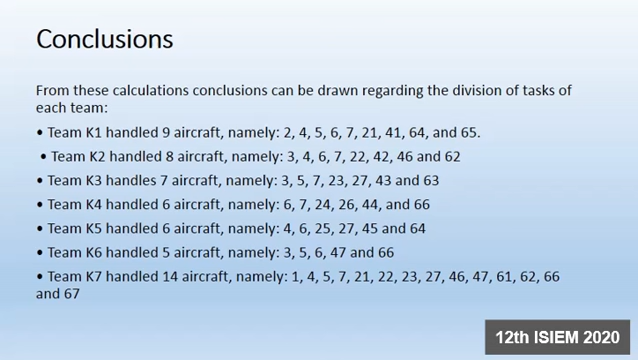 Conclusions
From these calculations conclusions can be drawn regarding the division of tasks of
each team:
• Team K1 handled 9 aircraft, namely: 2, 4, 5, 6, 7, 21, 41, 64, and 65.
• Team K2 handled 8 aircraft, namely: 3, 4, 6, 7, 22, 42, 46 and 62
• Team K3 handles 7 aircraft, namely: 3, 5, 7, 23, 27, 43 and 63
• Team K4 handled 6 aircraft, namely: 6, 7, 24, 26, 44, and 66
• Team K5 handled 6 aircraft, namely: 4, 6, 25, 27, 45 and 64
• Team K6 handled 5 aircraft, namely: 3, 5, 6, 47 and 66
• Team K7 handled 14 aircraft, namely: 1, 4, 5, 7, 21, 22, 23, 27, 46, 47, 61, 62, 66
and 67
12th ISIEM 2020